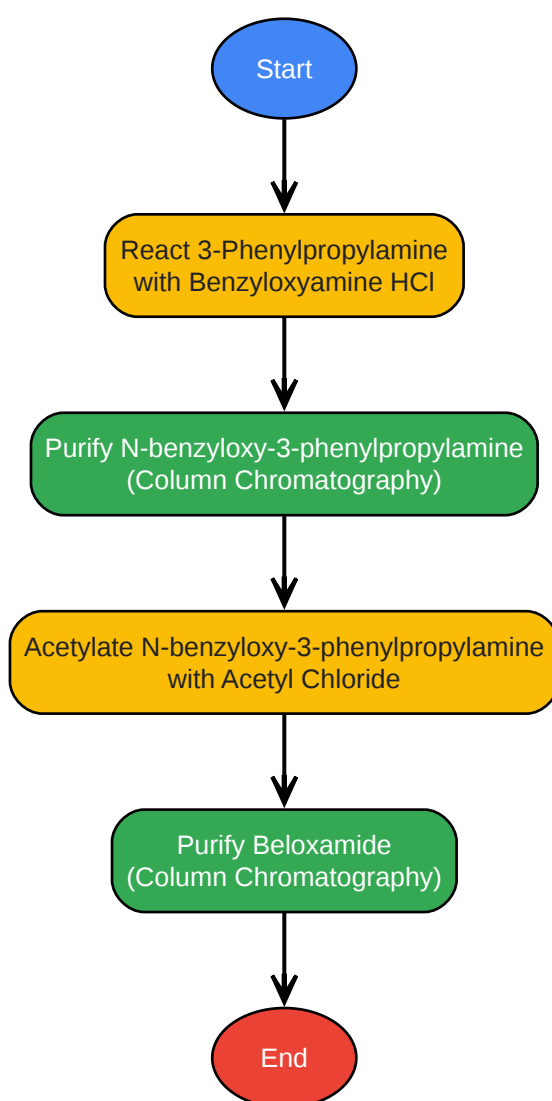 Start
React 3-Phenylpropylamine
with Benzyloxyamine HCl
Purify N-benzyloxy-3-phenylpropylamine
(Column Chromatography)
Acetylate N-benzyloxy-3-phenylpropylamine
with Acetyl Chloride
Purify Beloxamide
(Column Chromatography)
End